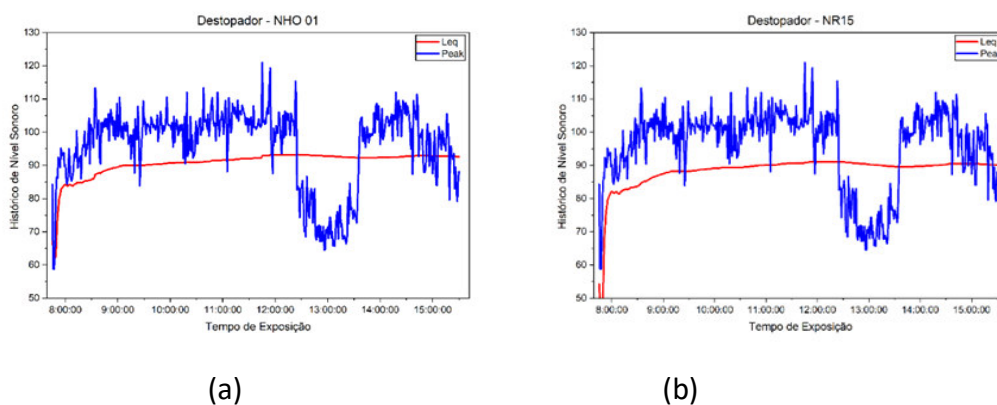 Destopador - NHO 01
130
120
110
100
90
80
70
60
50
Histórico de Nível Sonoro
Leq
Peak
8:00:00 9:00:00 10:00:00 11:00:00 12:00:00 13:00:00 14:00:00 15:00:00
Tempo de Exposição
(a)
Destopador - NR15
130
120
110
100
90
80
70
60
50
Histórico de Nível Sonoro
Leq
Peak
8:00:00 9:00:00 10:00:00 11:00:00 12:00:00 13:00:00 14:00:00 15:00:00
Tempo de Exposição
(b)